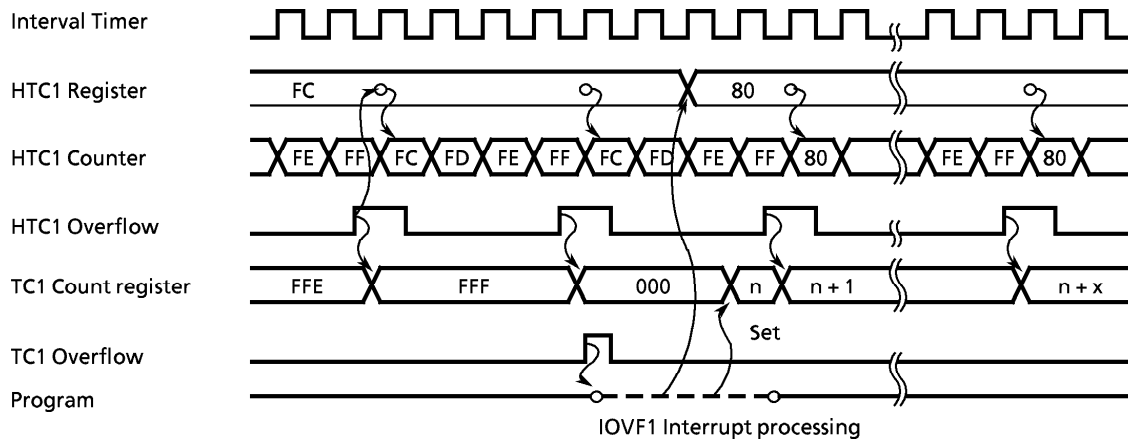 Interval Timer
HTC1 Register FC 80
HTC1 Counter FE FF FC FD FE FF FC FD FE FF 80 FE FF 80
HTC1 Overflow
TC1 Count register FFE FFF 000 n n + 1 n + x
Set
TC1 Overflow
Program
IOVF1 Interrupt processing